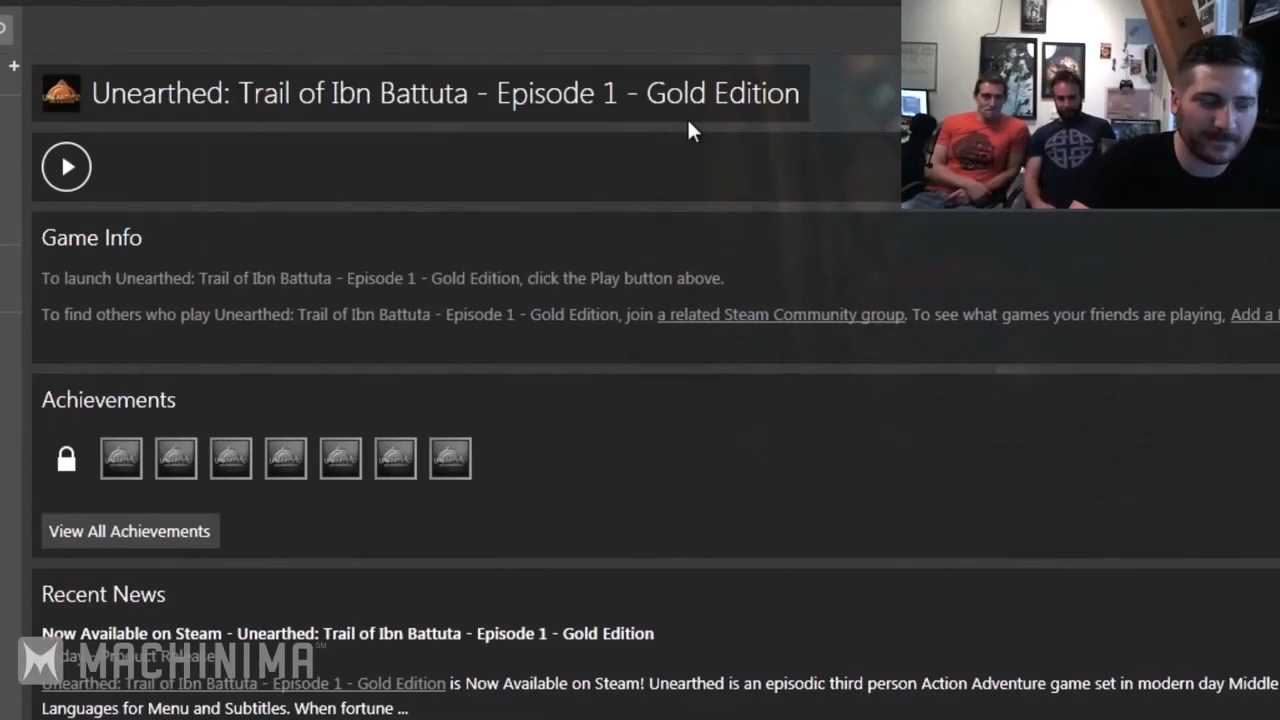 Unearthed: Trail of Ibn Battuta - Episode 1 - Gold Edition
Game Info
To launch Unearthed: Trail of Ibn Battuta - Episode 1 - Gold Edition, click the Play button above.
To find others who play Unearthed: Trail of Ibn Battuta - Episode 1 - Gold Edition, join a related Steam Community group. To see what games your friends are playing, Add a
Achievements
View All Achievements
Recent News
Now Available on Steam - Unearthed: Trail of Ibn Battuta - Episode 1 - Gold Edition
Product Release
MACHINIMA
Unearthed: Trail of Ibn Battuta - Episode 1 - Gold Edition is Now Available on Steam! Unearthed is an episodic third person Action Adventure game set in modern day Middle
Languages for Menu and Subtitles. When fortune ...